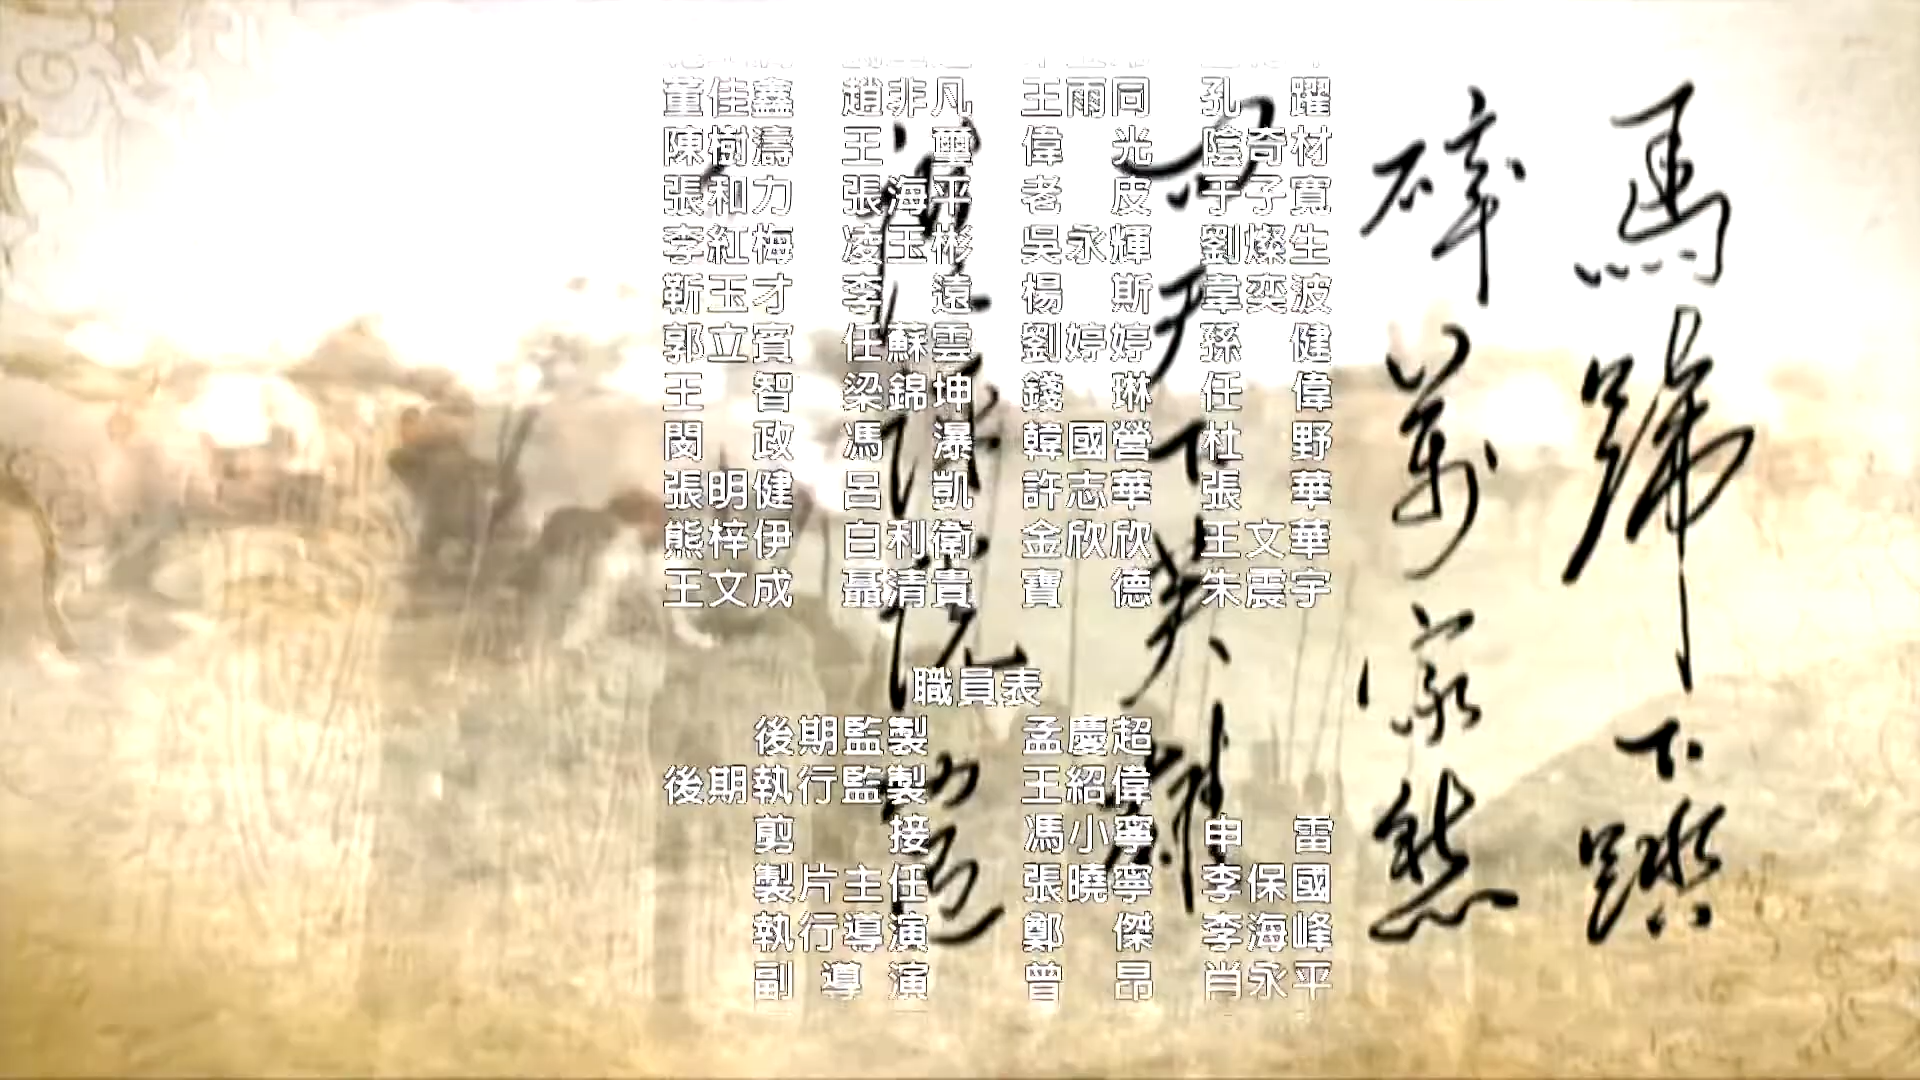 董佳鑫 趙非凡 王雨同 孔躍
陳樹濤 王璽 偉光 陰奇材
張和力 張海平 老皮 于子寬
李紅梅 凌玉彬 吳永輝 劉燦生
靳玉才 李遠 楊斯 韋奕波
郭立賓 任蘇雲 劉婷婷 孫健
王智 梁錦坤 錢琳 任偉
閔政 馮瀑 韓國營 杜野
張明健 呂凱 許志華 張華
熊梓伊 白利衛 金欣欣 王文華
王文成 聶清貴 寶德 朱震宇
職員表
後期監製 孟慶超
後期執行監製 王紹偉
剪接 馮小寧 申雷
製片主任 張曉寧 李保國
執行導演 鄭傑 李海峰
副導演 曾昂 肖永平
馬蹄下踏
碎萬家
天下英雄